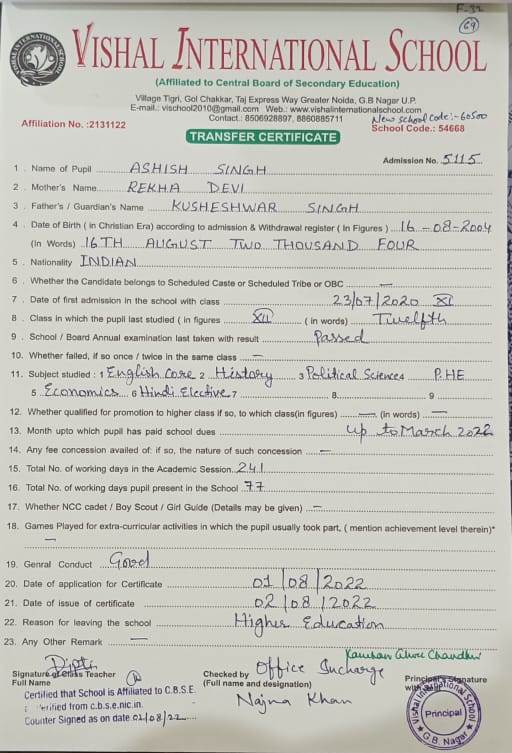 F-32
69
VISHAL INTERNATIONAL SCHOOL
(Affiliated to Central Board of Secondary Education)
Village Tigri, Gol Chakkar, Taj Express Way Greater Noida, G.B Nagar U.P.
E-mail.: vischool2010@gmail.com Web.: www.vishalinternationalschool.com
Contact.: 8506928897, 8860885711
New school Code:- 60500
Affiliation No. :2131122
School Code.: 54668
TRANSFER CERTIFICATE
Admission No. 5115
1 . Name of Pupil ASHISH SINGH
2 . Mother's Name REKHA DEVI
3 . Father's / Guardian's Name KUSHESHWAR SINGH
4 . Date of Birth ( in Christian Era) according to admission & Withdrawal register ( In Figures ) 16-08-2004
(In Words) 16TH AUGUST TWO THOUSAND FOUR
5 . Nationality INDIAN
6 . Whether the Candidate belongs to Scheduled Caste or Scheduled Tribe or OBC —
7 . Date of first admission in the school with class 23/07/2020 XI
8 . Class in which the pupil last studied ( in figures XII ( in words) Twelfth
9 . School / Board Annual examination last taken with result Passed
10. Whether failed, if so once / twice in the same class —
11. Subject studied : 1 English Core 2 History 3 Political Science 4 P.HE
5 Economics 6 Hindi Elective 7 8 9
12. Whether qualified for promotion to higher class if so, to which class(in figures) — (in words) —
13. Month upto which pupil has paid school dues up to March 2022
14. Any fee concession availed of: if so, the nature of such concession —
15. Total No. of working days in the Academic Session 241
16. Total No. of working days pupil present in the School 77
17. Whether NCC cadet / Boy Scout / Girl Guide (Details may be given) —
18. Games Played for extra-curricular activities in which the pupil usually took part, ( mention achievement level therein)*
—
19. Genral Conduct Good
20. Date of application for Certificate 01/08/2022
21. Date of issue of certificate 02/08/2022
22. Reason for leaving the school Higher Education
23. Any Other Remark —
Dipti
Signature of Class Teacher
Full Name
Checked by Office Incharge
(Full name and designation)
Najma Khan
Principal's Signature
with
Certified that School is Affiliated to C.B.S.E.
verified from c.b.s.e.nic.in.
Counter Signed as on date 02/08/22
Vishal International School
Principal
G.B. Nagar